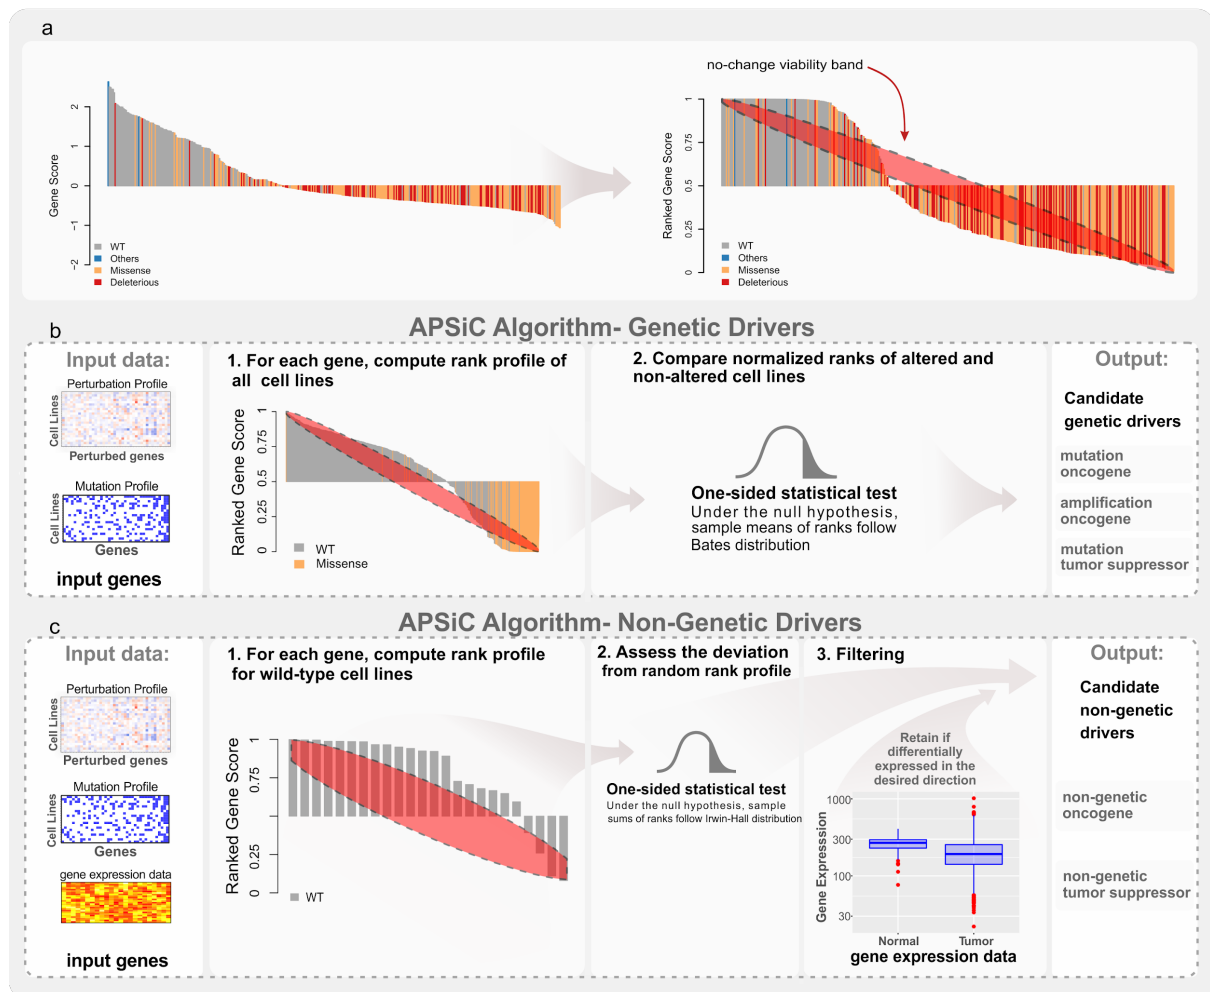 a
no-change viability band
Gene Score
2
1
0
−1
−2
WT
Others
Missense
Deleterious
Ranked Gene Score
1
0.75
0.5
0.25
0
WT
Others
Missense
Deleterious
b
APSiC Algorithm- Genetic Drivers
Input data:
Perturbation Profile
Cell Lines
Perturbed genes
Mutation Profile
Cell Lines
Genes
input genes
1. For each gene, compute rank profile of
all cell lines
Ranked Gene Score
1
0.75
0.5
0.25
0
WT
Missense
2. Compare normalized ranks of altered and
non-altered cell lines
One-sided statistical test
Under the null hypothesis,
sample means of ranks follow
Bates distribution
Output:
Candidate
genetic drivers
mutation
oncogene
amplification
oncogene
mutation
tumor suppressor
c
APSiC Algorithm- Non-Genetic Drivers
Input data:
Perturbation Profile
Cell Lines
Perturbed genes
Mutation Profile
Cell Lines
Genes
gene expression data
input genes
1. For each gene, compute rank profile
for wild-type cell lines
Ranked Gene Score
1
0.75
0.25
0
WT
2. Assess the deviation
from random rank profile
One-sided statistical test
Under the null hypothesis, sample
sums of ranks follow Irwin-Hall distribution
3. Filtering
Retain if
differentially
expressed in the
desired direction
Gene Expresssion
1000
300
100
30
Normal
Tumor
gene expression data
Output:
Candidate
non-genetic
drivers
non-genetic
oncogene
non-genetic
tumor suppressor